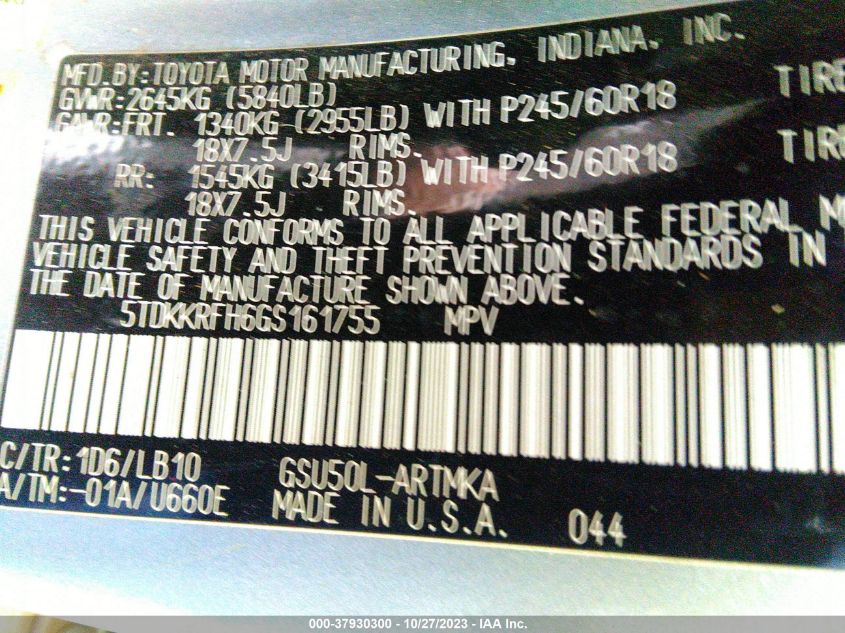 MFD.BY:TOYOTA MOTOR MANUFACTURING, INDIANA, INC.
GVWR:2645KG (5840LB)
GAWR:FRT. 1340KG (2955LB) WITH P245/60R18 TIRE
18X7.5J RIMS.
RR: 1545KG (3415LB) WITH P245/60R18 TIRE
18X7.5J RIMS.
THIS VEHICLE CONFORMS TO ALL APPLICABLE FEDERAL M
VEHICLE SAFETY AND THEFT PREVENTION STANDARDS IN
THE DATE OF MANUFACTURE SHOWN ABOVE.
5TDKKRFH6GS161755 MPV
C/TR:1D6/LB10 GSU50L-ARTMKA
A/TM:-01A/U660E MADE IN U.S.A. 044
000-37930300 - 10/27/2023 - IAA Inc.